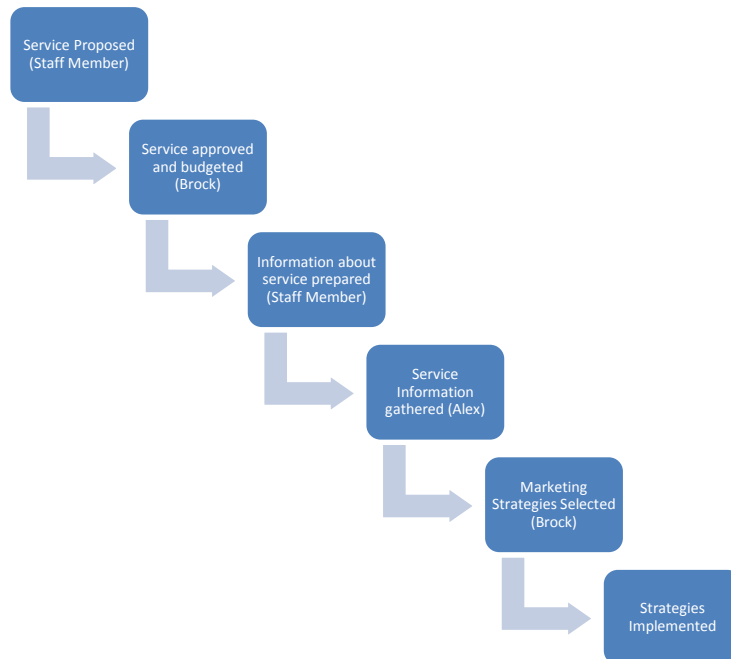 Service Proposed
(Staff Member)
Service approved
and budgeted
(Brock)
Information about
service prepared
(Staff Member)
Service
Information
gathered (Alex)
Marketing
Strategies Selected
(Brock)
Strategies
Implemented